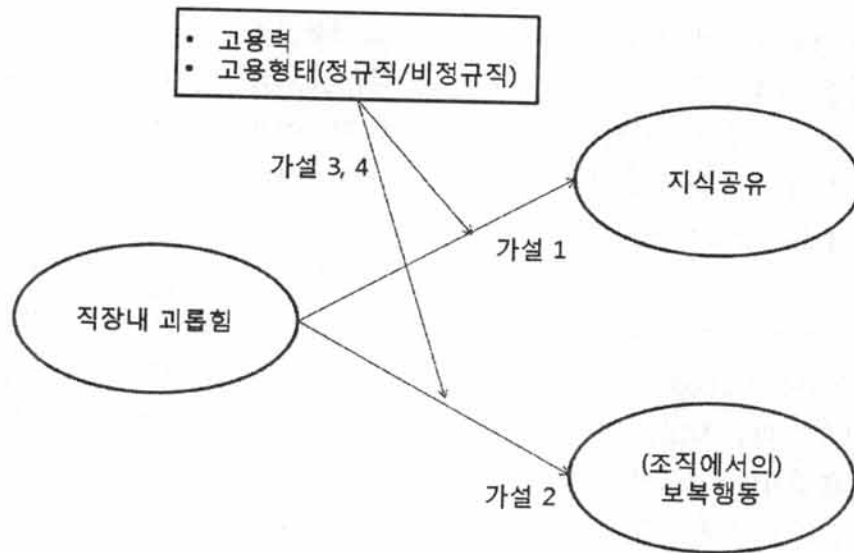 • 고용력
• 고용형태(정규직/비정규직)
가설 3, 4
지식공유
가설 1
직장내 괴롭힘
(조직에서의)
보복행동
가설 2